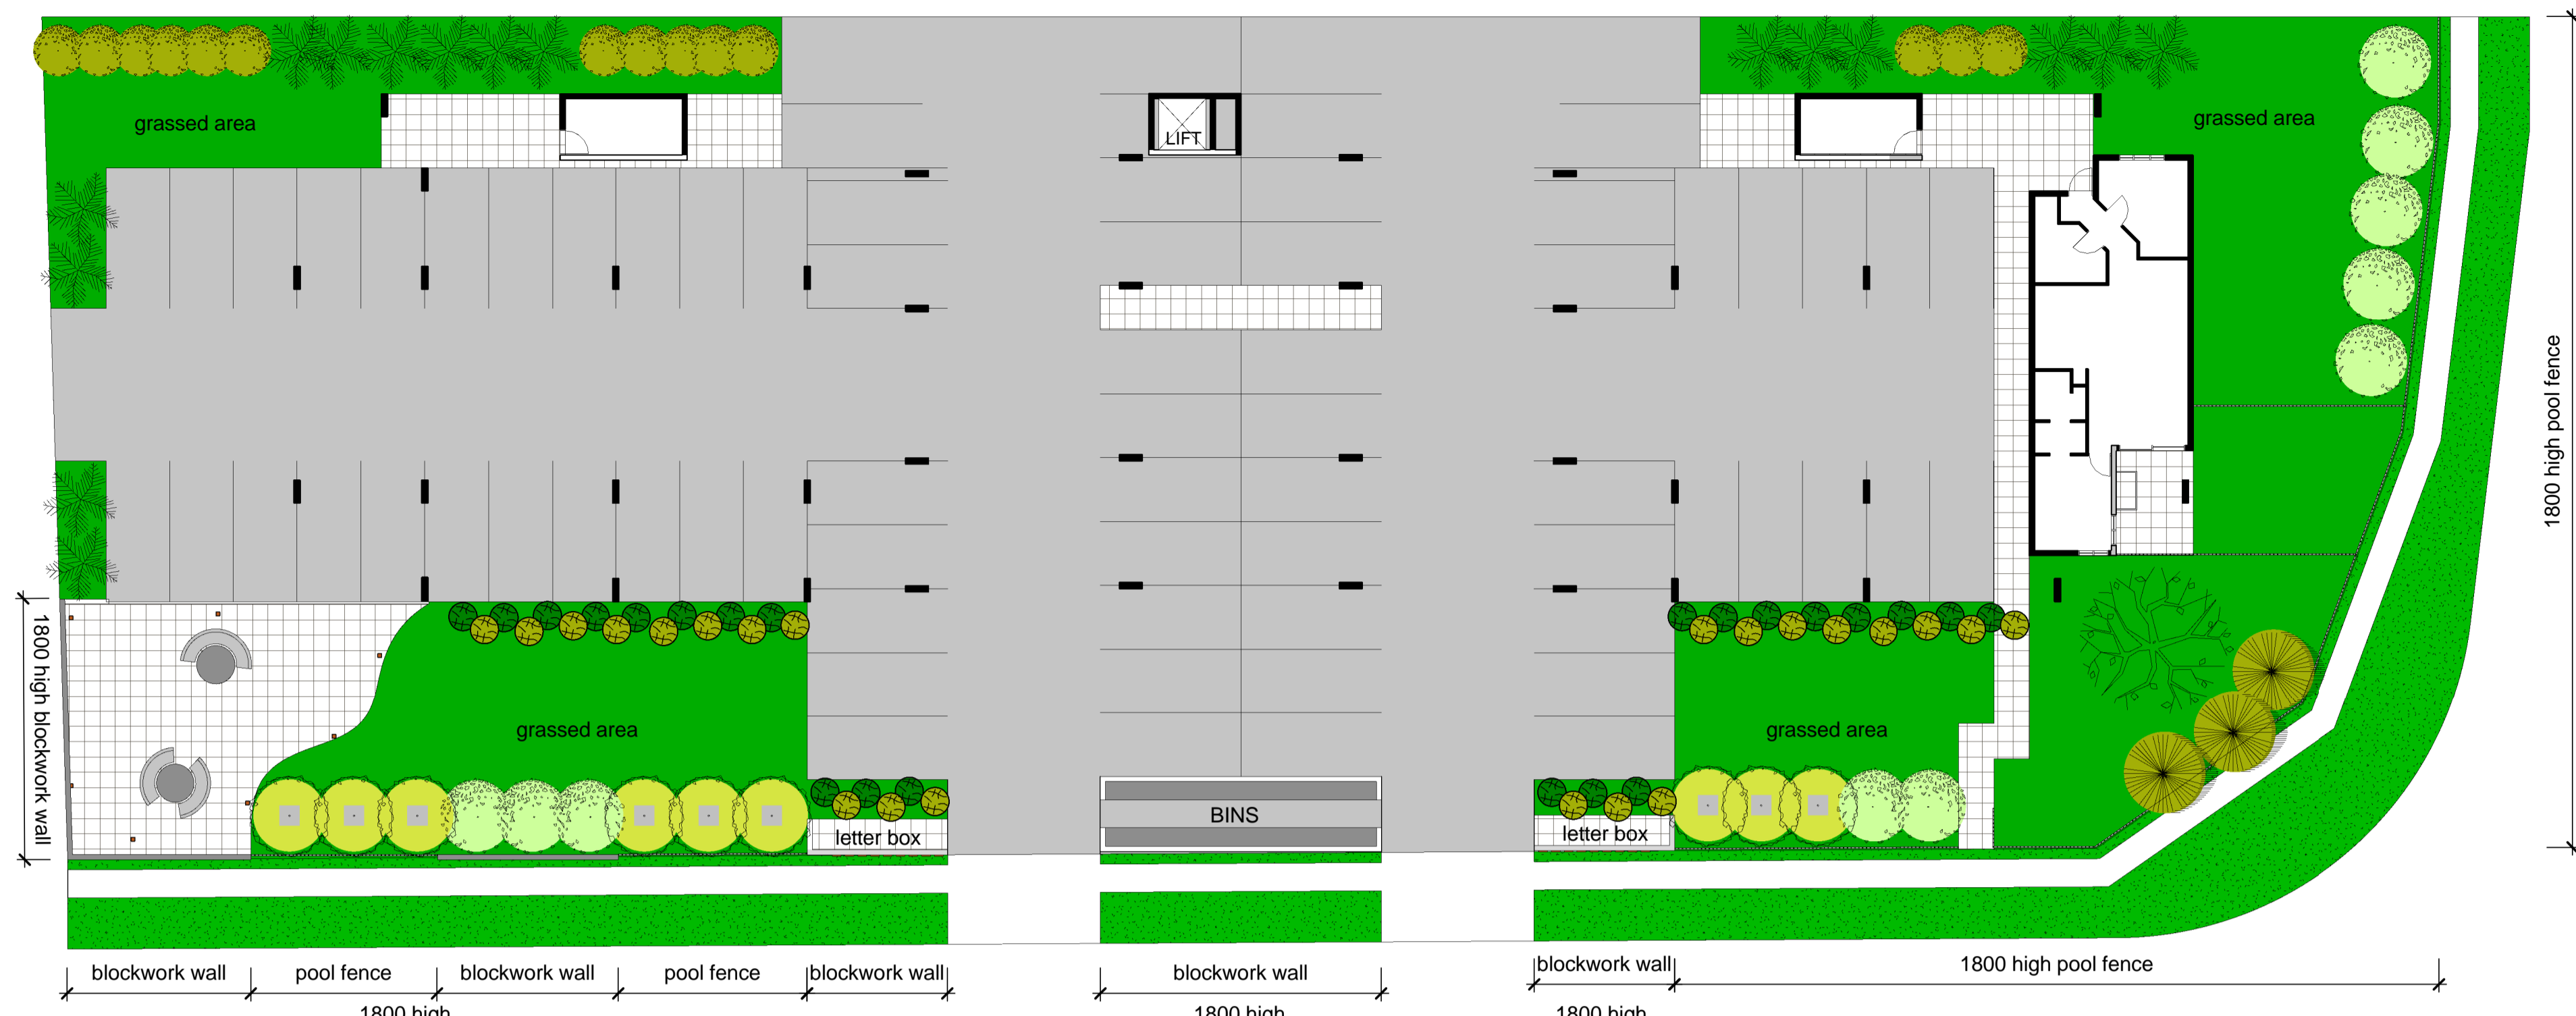 grassed area
LIFT
grassed area
1800 high pool fence
1800 high blockwork wall
grassed area
grassed area
BINS
letter box
letter box
blockwork wall
pool fence
blockwork wall
pool fence
blockwork wall
blockwork wall
blockwork wall
1800 high pool fence
1800 high
1800 high
1800 high